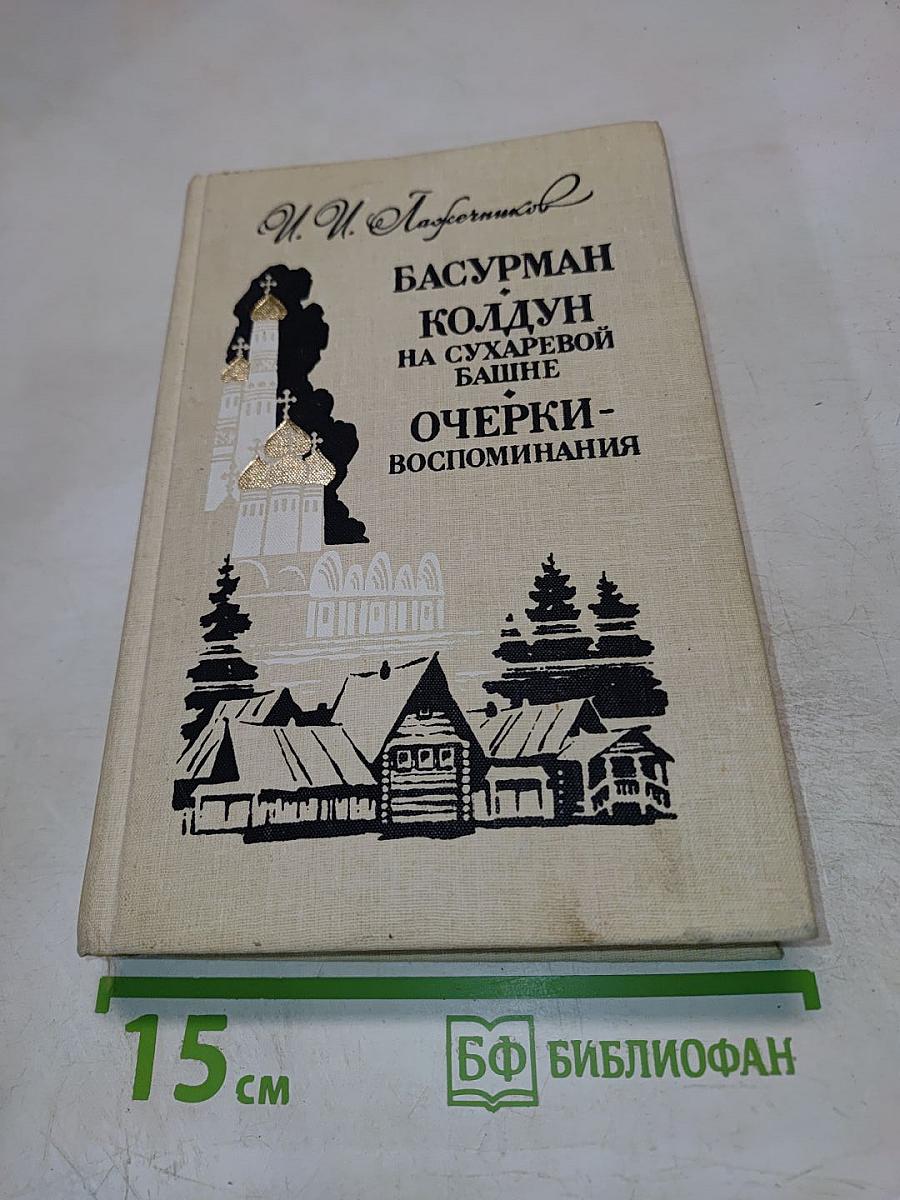 И. И. Лажечников
БАСУРМАН
КОЛДУН
НА СУХАРЕВОЙ
БАШНЕ
ОЧЕРКИ-
ВОСПОМИНАНИЯ
15 см
БФ БИБЛИОФАН